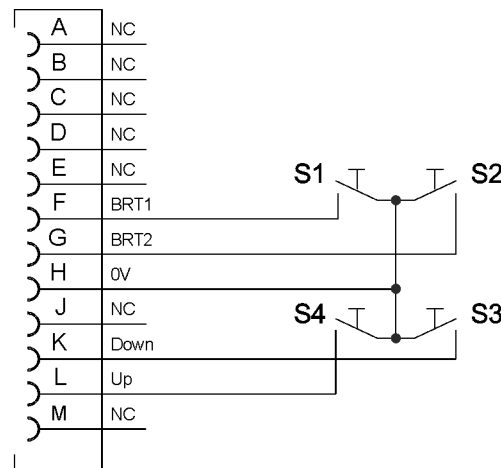 A NC
B NC
C NC
D NC
E NC
S1 S2
F BRT1
G BRT2
H 0V
S4 S3
J NC
K Down
L Up
M NC